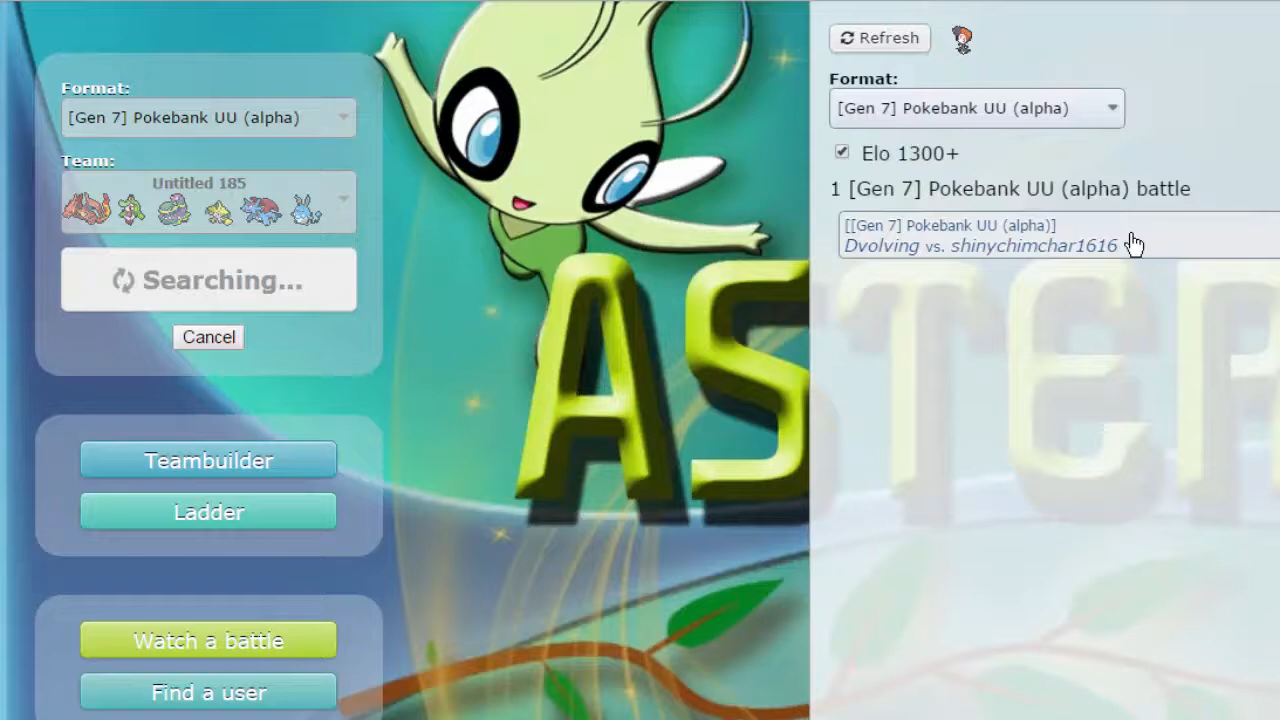 Format:
[Gen 7] Pokebank UU (alpha)
Team:
Untitled 185
Searching...
Cancel
Teambuilder
Ladder
Watch a battle
Find a user
ASTER
Refresh
Format:
[Gen 7] Pokebank UU (alpha)
Elo 1300+
1 [Gen 7] Pokebank UU (alpha) battle
[[Gen 7] Pokebank UU (alpha)]
Dvolving vs. shinychimchar1616